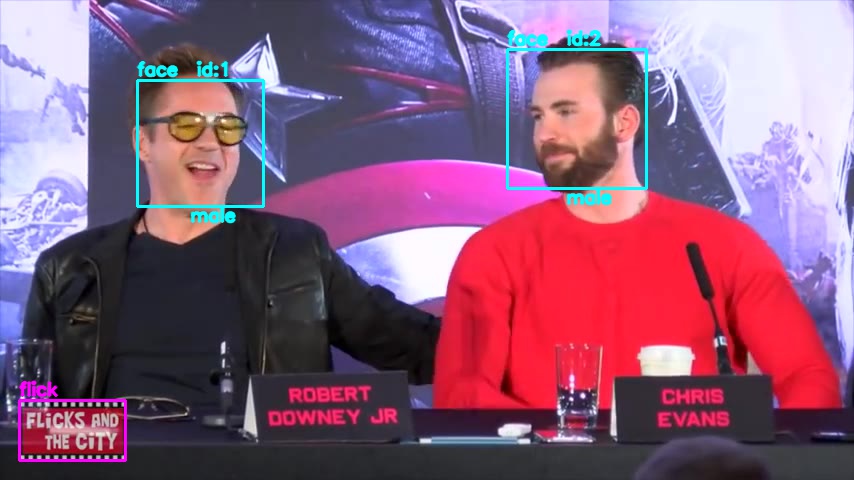 face id:1
face id:2
male
male
flick
FLiCKS AND
THE CiTY
ROBERT
DOWNEY JR
CHRIS
EVANS